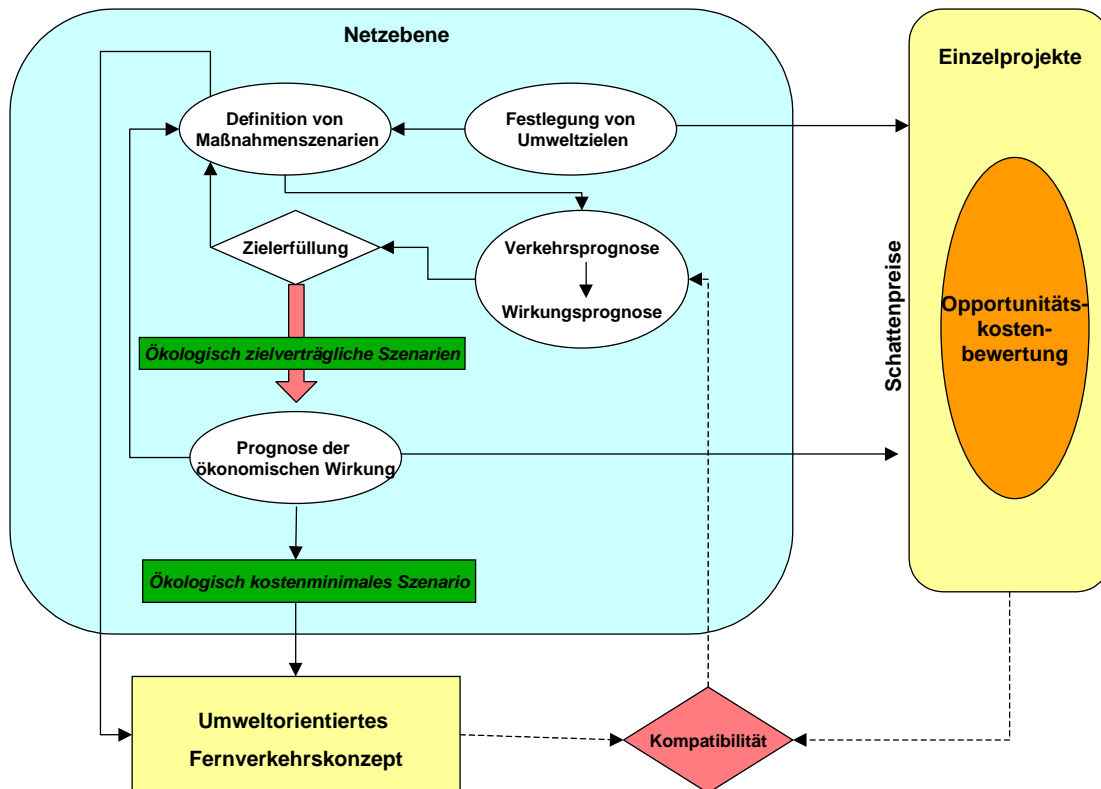 Netzebene
Einzelprojekte
Definition von
Maßnahmenszenarien
Festlegung von
Umweltzielen
Zielerfüllung
Verkehrsprognose
Wirkungsprognose
Schattenpreise
Opportunitäts-
kosten-
bewertung
Ökologisch zielverträgliche Szenarien
Prognose der
ökonomischen Wirkung
Ökologisch kostenminimales Szenario
Umweltorientiertes
Fernverkehrskonzept
Kompatibilität